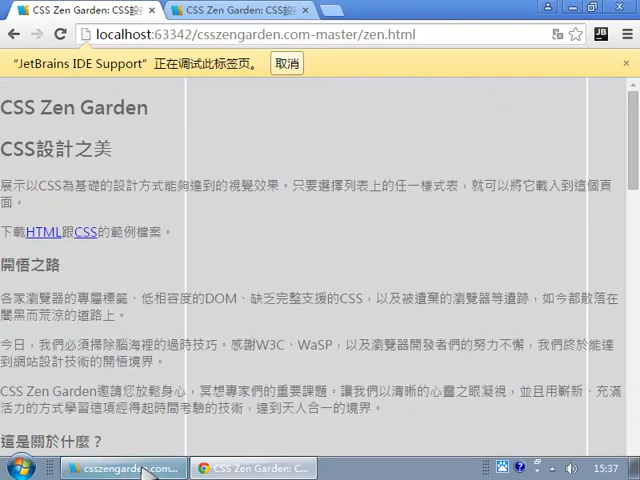 CSS Zen Garden: CSS設
CSS Zen Garden: CSS設
localhost:63342/csszengarden.com-master/zen.html
“JetBrains IDE Support”正在调试此标签页。
取消
CSS Zen Garden
CSS設計之美
展示以CSS為基礎的設計方式能夠達到的視覺效果。只要選擇列表上的任一樣式表，就可以將它載入到這個頁
面。
下載HTML跟CSS的範例檔案。
開悟之路
各家瀏覽器的專屬標籤、低相容度的DOM、缺乏完整支援的CSS，以及被遺棄的瀏覽器等遺跡，如今都散落在
闇黑而荒涼的道路上。
今日，我們必須掃除腦海裡的過時技巧。感謝W3C、WaSP，以及瀏覽器開發者們的努力不懈，我們終於能達
到網站設計技術的開悟境界。
CSS Zen Garden邀請您放鬆身心，冥想專家們的重要課題。讓我們以清晰的心靈之眼凝視，並且用嶄新、充滿
活力的方式學習這項經得起時間考驗的技術，達到天人合一的境界。
這是關於什麼？
csszengarden.com...
CSS Zen Garden: C...
15:37